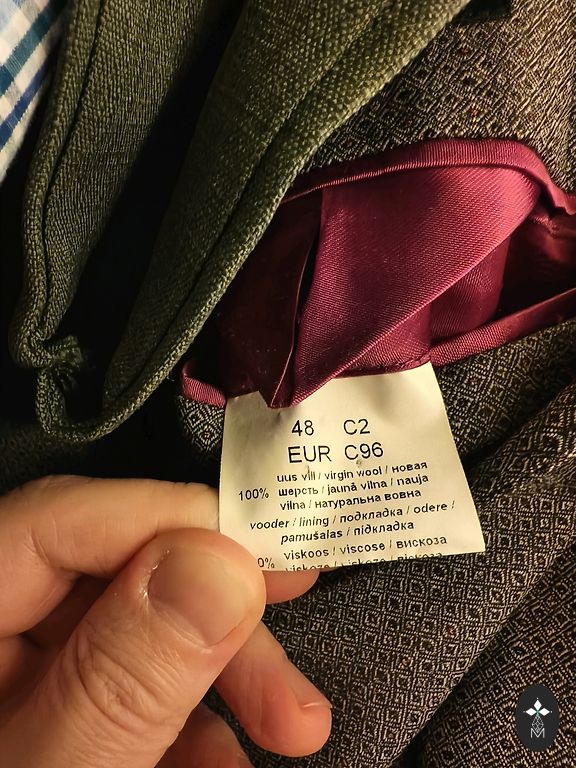 48 C2
EUR C96
uus vill / virgin wool / новая
100% шерсть / jaunā vilna / nauja
vilna / натуральна вовна
vooder / lining / подкладка / odere /
pamušalas / підкладка
0% viskoos / viscose / вискоза